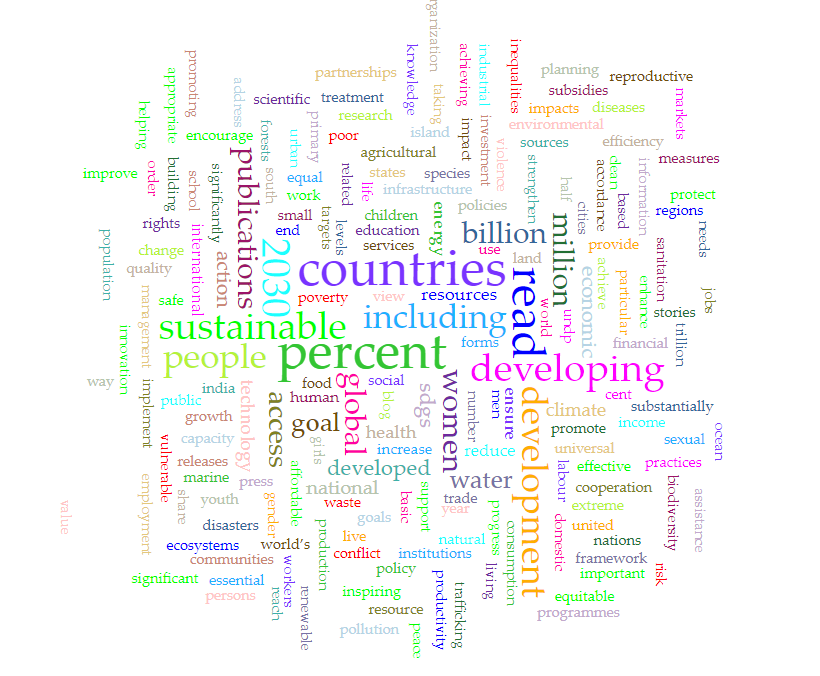 organization
knowledge
achieving
industrial
inequalities
promoting
partnerships
planning
appropriate
address
scientific
treatment
taking
subsidies
reproductive
helping
research
impacts
diseases
markets
encourage
forests
urban
primary
poor
island
impact
investment
environmental
violence
sources
efficiency
agricultural
improve
order
building
school
significantly
south
equal
related
life
states
species
strengthen
half
cities
accordance
clean
based
information
measures
work
infrastructure
protect
publications
small
targets
levels
children
energy
policies
regions
rights
international
end
education
billion
million
provide
sanitation
needs
population
change
action
2030
services
use
land
quality
countries
read
economic
achieve
particular
enhance
jobs
management
safe
poverty
view
resources
world
undp
stories
trillion
innovation
sustainable
including
people
percent
forms
financial
developing
way
implement
public
india
technology
access
food
human
global
social
blog
sdgs
women
number
men
ensure
development
cent
climate
substantially
growth
goal
health
promote
income
ocean
capacity
girls
increase
reduce
universal
sexual
vulnerable
releases
marine
press
developed
water
labour
effective
practices
biodiversity
employment
share
youth
gender
affordable
national
basic
support
trade
cooperation
assistance
value
waste
year
progress
consumption
domestic
extreme
disasters
goals
united
ecosystems
world's
production
live
natural
nations
communities
conflict
institutions
framework
risk
significant
essential
workers
policy
productivity
living
important
persons
reach
renewable
inspiring
trafficking
equitable
resource
programmes
pollution
peace